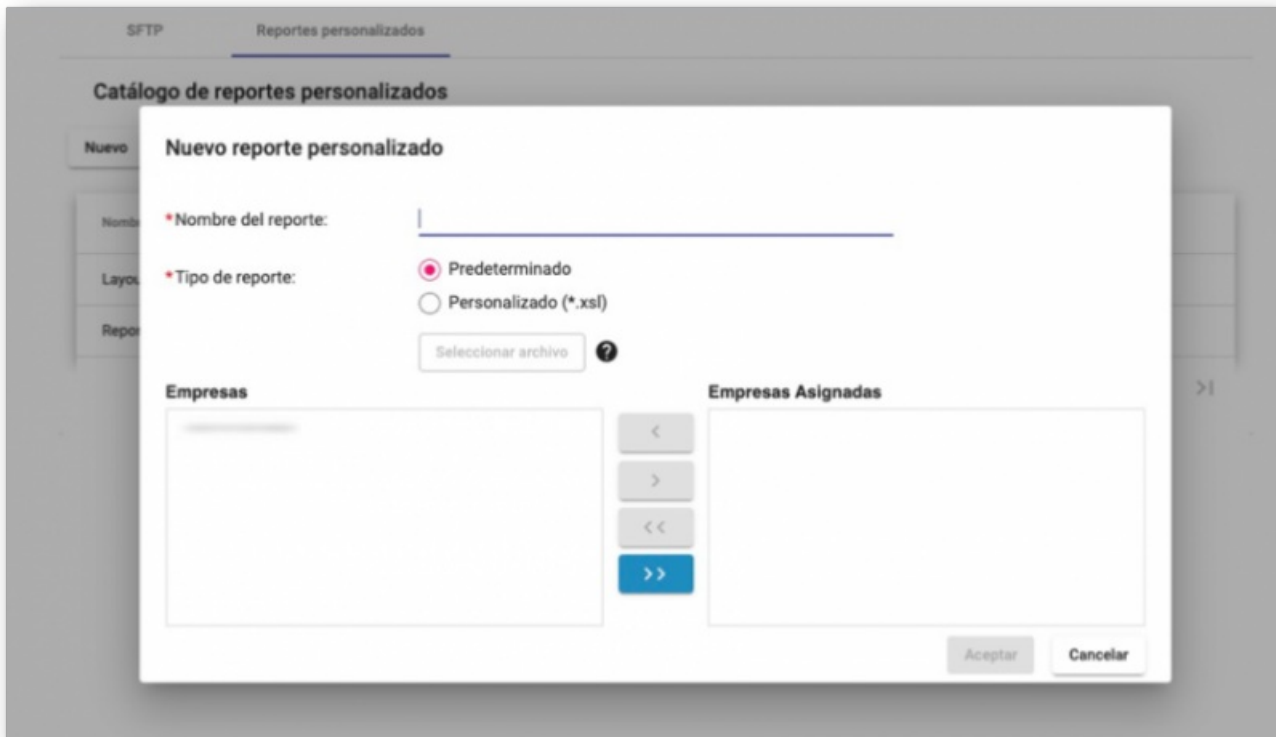 SFTP Reportes personalizados
Catálogo de reportes personalizados
Nuevo
Nuevo reporte personalizado
*Nombre del reporte:
*Tipo de reporte:
Predeterminado
Personalizado (*.xsl)
Seleccionar archivo ?
Empresas Empresas Asignadas
<
>
<<
>>
>|
Aceptar Cancelar